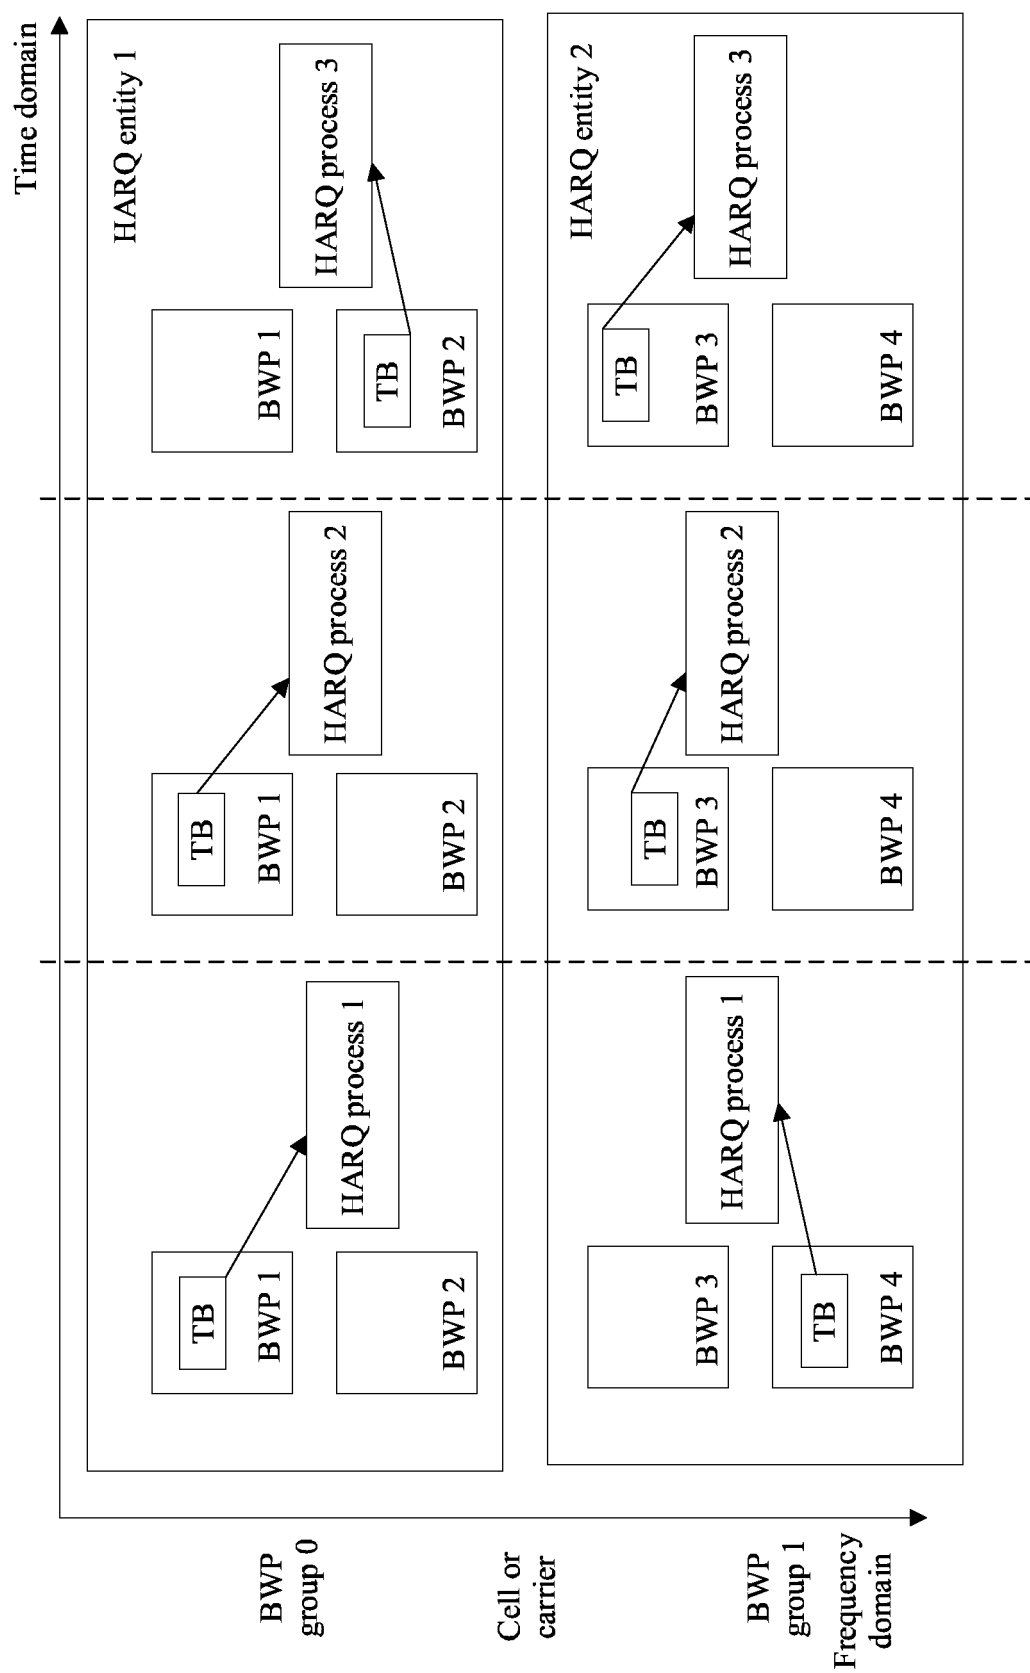 Time domain
HARQ entity 1
BWP 1
TB
BWP 2
HARQ process 3
BWP 1
TB
HARQ process 2
BWP 2
BWP 1
TB
HARQ process 1
BWP 2
HARQ entity 2
TB
BWP 3
HARQ process 3
BWP 4
TB
BWP 3
HARQ process 2
BWP 4
BWP 3
HARQ process 1
TB
BWP 4
BWP
group 0
Cell or
carrier
BWP
group 1
Frequency
domain